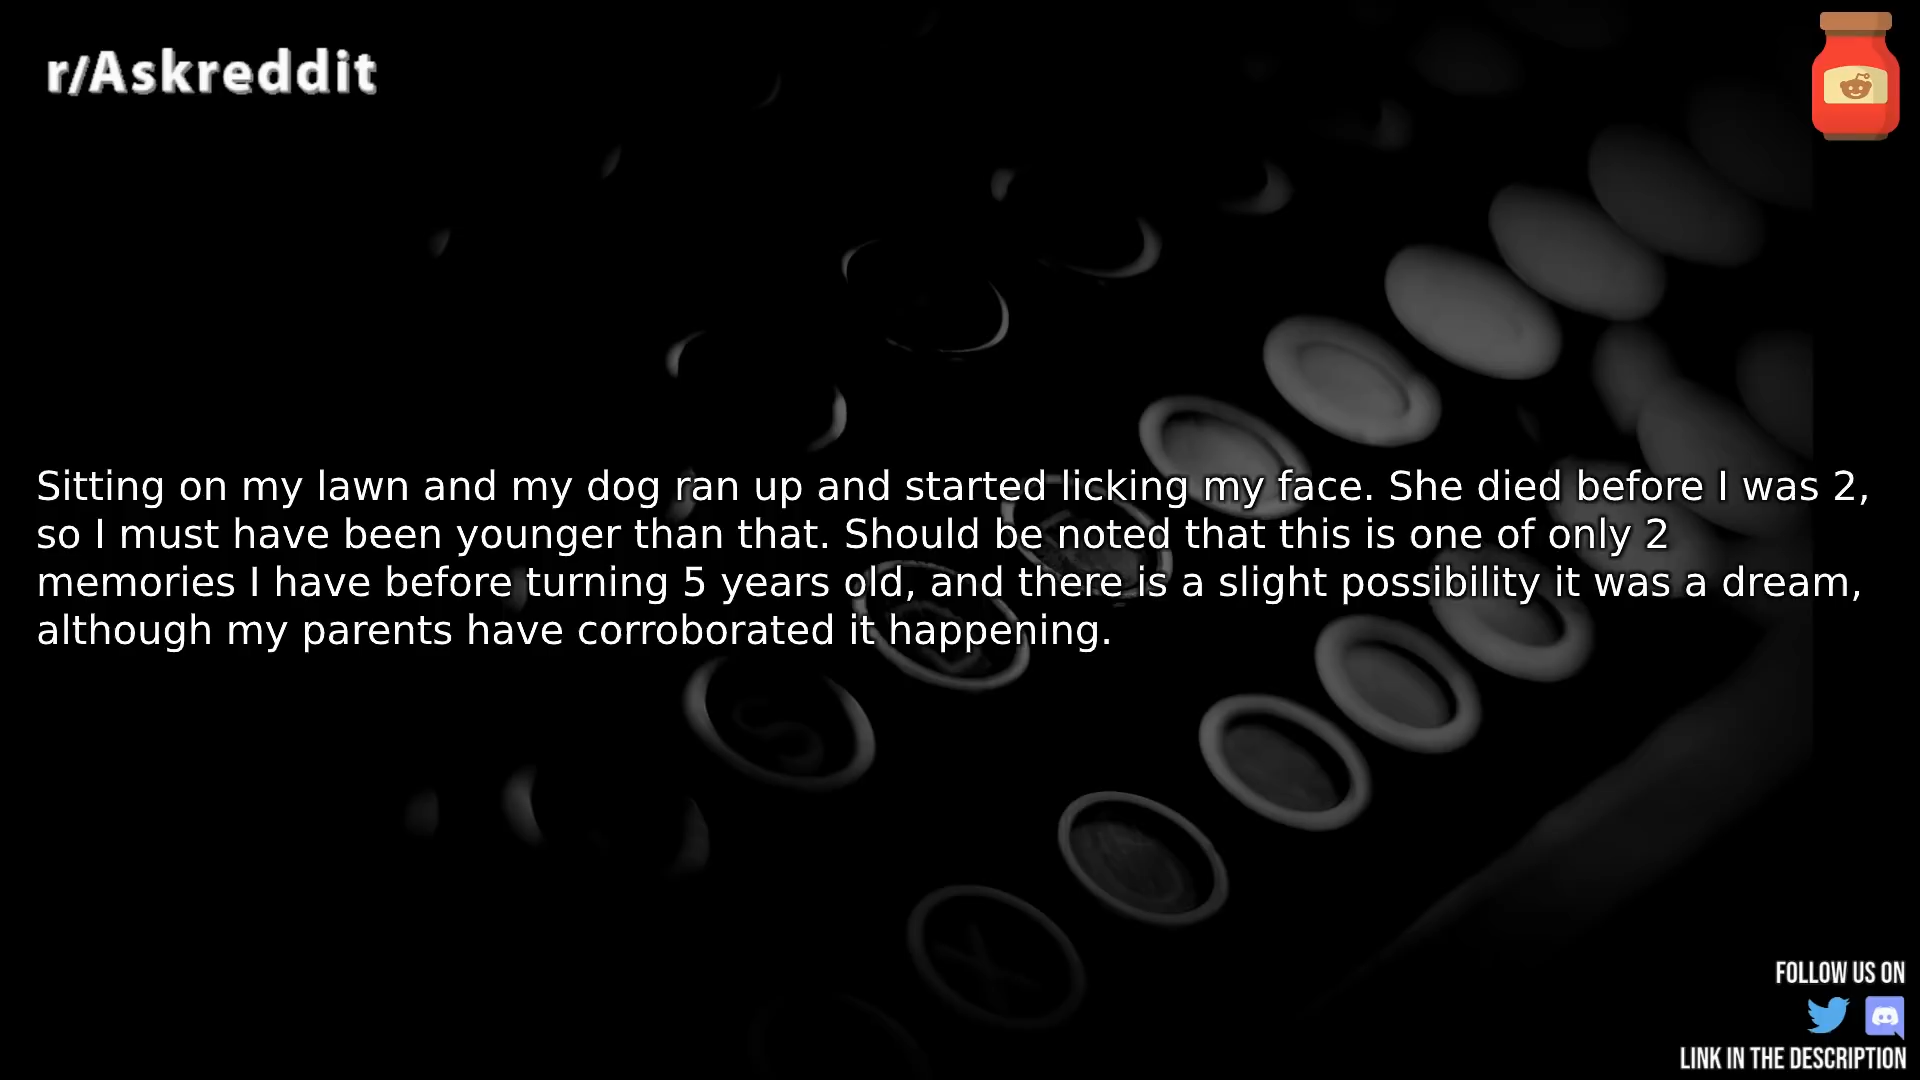 r/Askreddit
Sitting on my lawn and my dog ran up and started licking my face. She died before I was 2,
so I must have been younger than that. Should be noted that this is one of only 2
memories I have before turning 5 years old, and there is a slight possibility it was a dream,
although my parents have corroborated it happening.
S
X
FOLLOW US ON
LINK IN THE DESCRIPTION